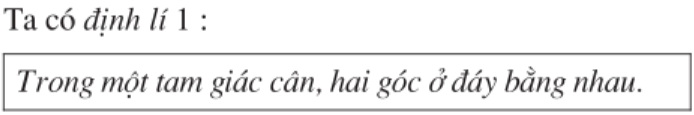 Ta có định lí 1 :
Trong một tam giác cân, hai góc ở đáy bằng nhau.